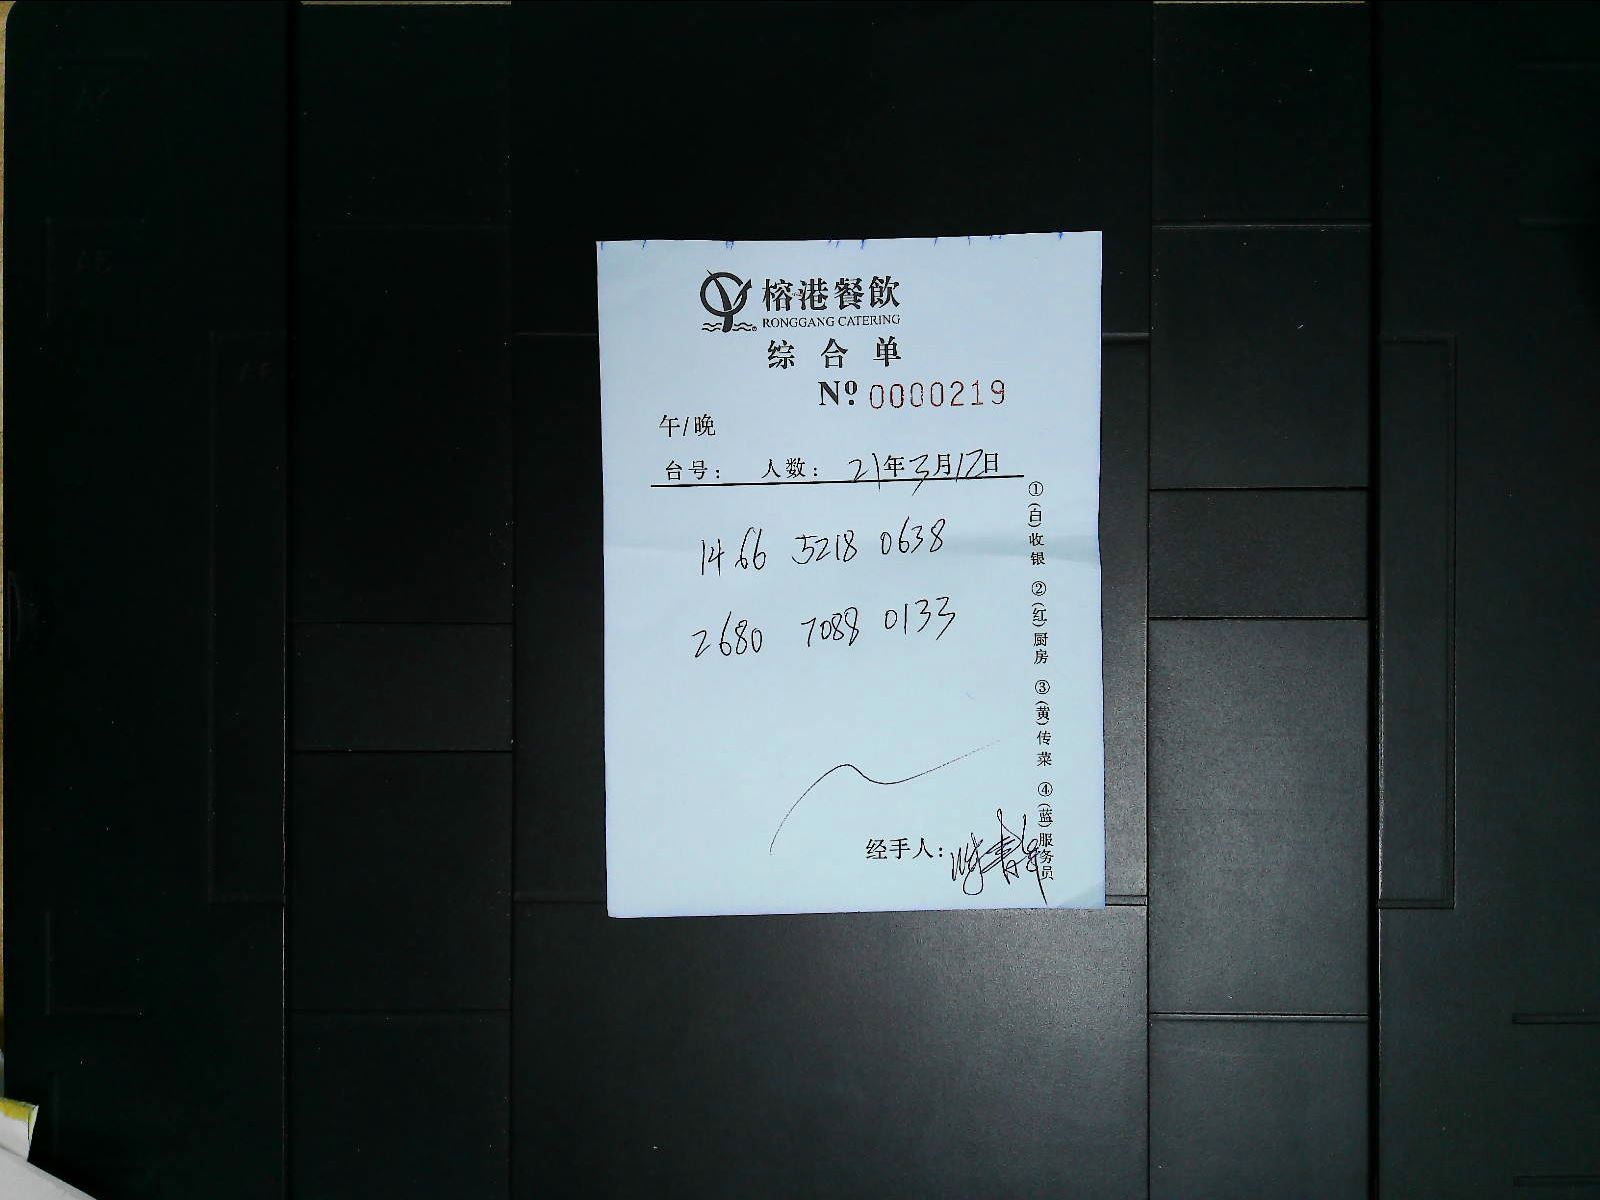 榕港餐飲
RONGGANG CATERING
综合单
Nº 0000219
午/晚
台号: 人数: 21年3月12日
1466 5218 0638
2680 7088 0133
①(白)收银 ②(红)厨房 ③(黄)传菜 ④(蓝)服务员
经手人: